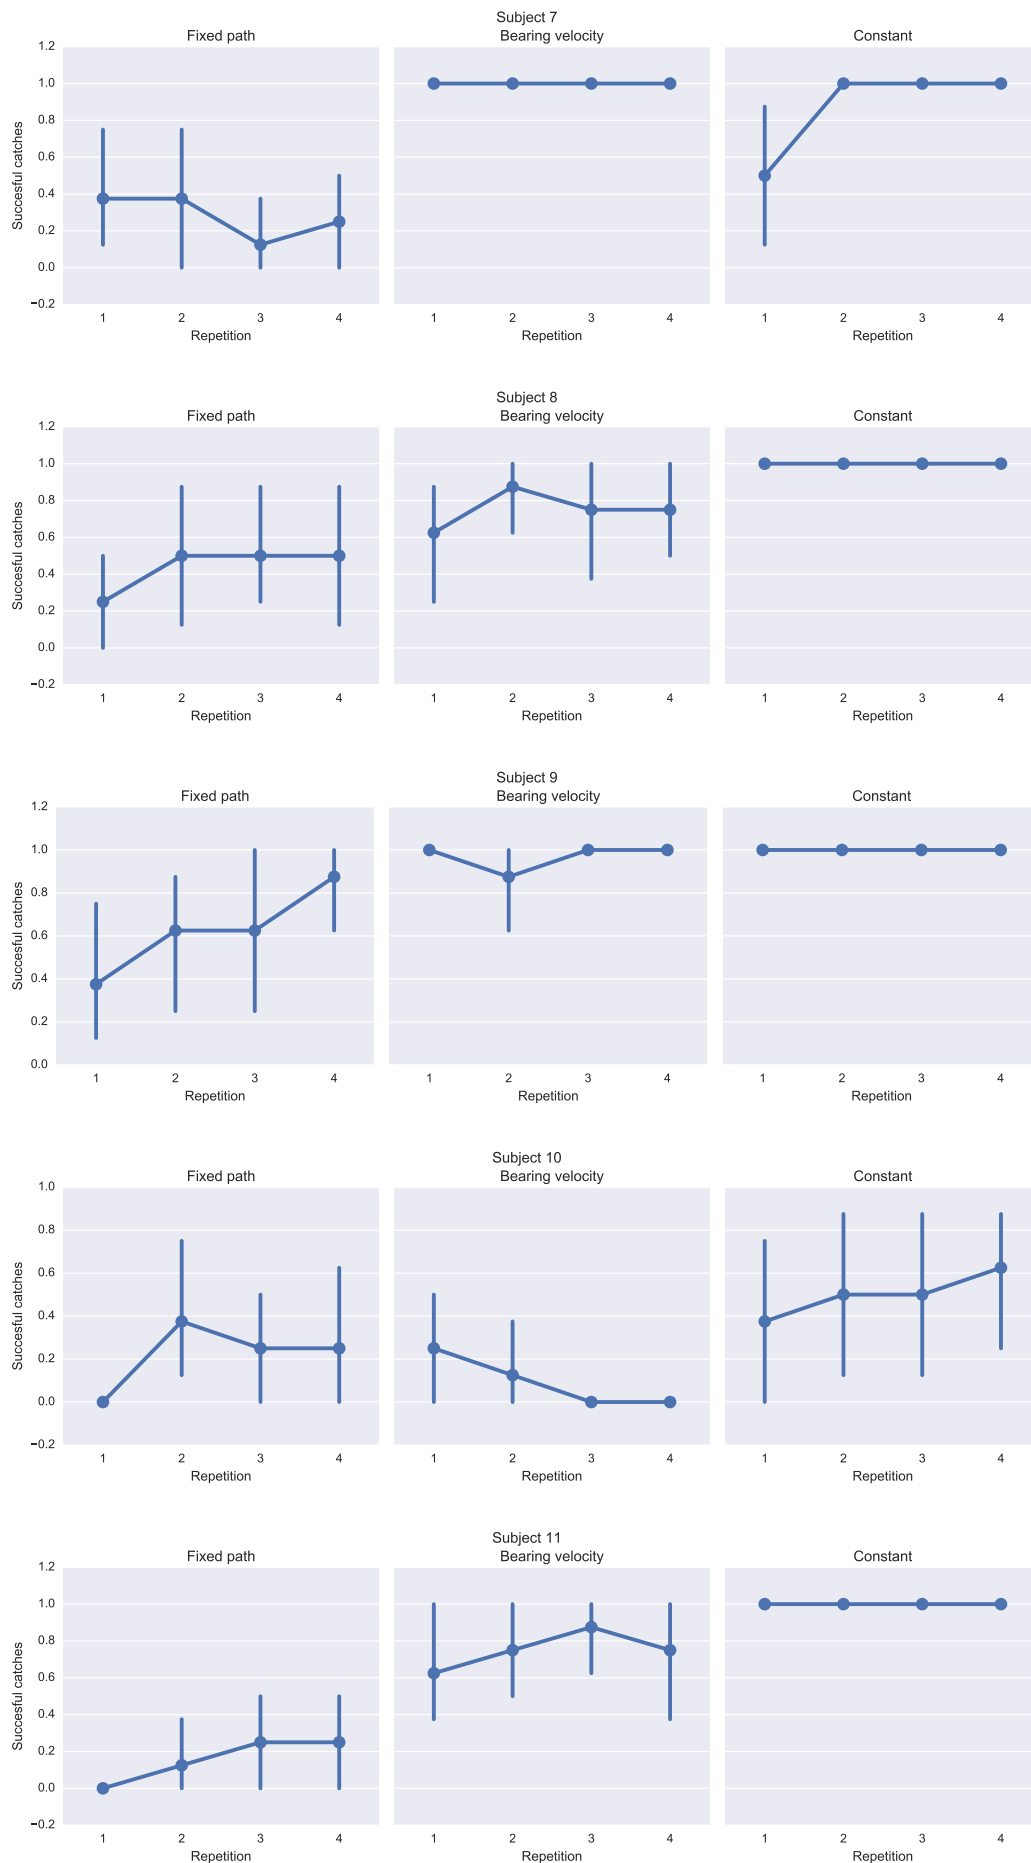 Subject 7
Fixed path Bearing velocity Constant
1.2
1.0
0.8
0.6
0.4
0.2
0.0
−0.2
Succesful catches
1 2 3 4 1 2 3 4 1 2 3 4
Repetition Repetition Repetition
Subject 8
Fixed path Bearing velocity Constant
1.2
1.0
0.8
0.6
0.4
0.2
0.0
−0.2
Succesful catches
1 2 3 4 1 2 3 4 1 2 3 4
Repetition Repetition Repetition
Subject 9
Fixed path Bearing velocity Constant
1.2
1.0
0.8
0.6
0.4
0.2
0.0
Succesful catches
1 2 3 4 1 2 3 4 1 2 3 4
Repetition Repetition Repetition
Subject 10
Fixed path Bearing velocity Constant
1.0
0.8
0.6
0.4
0.2
0.0
−0.2
Succesful catches
1 2 3 4 1 2 3 4 1 2 3 4
Repetition Repetition Repetition
Subject 11
Fixed path Bearing velocity Constant
1.2
1.0
0.8
0.6
0.4
0.2
0.0
−0.2
Succesful catches
1 2 3 4 1 2 3 4 1 2 3 4
Repetition Repetition Repetition